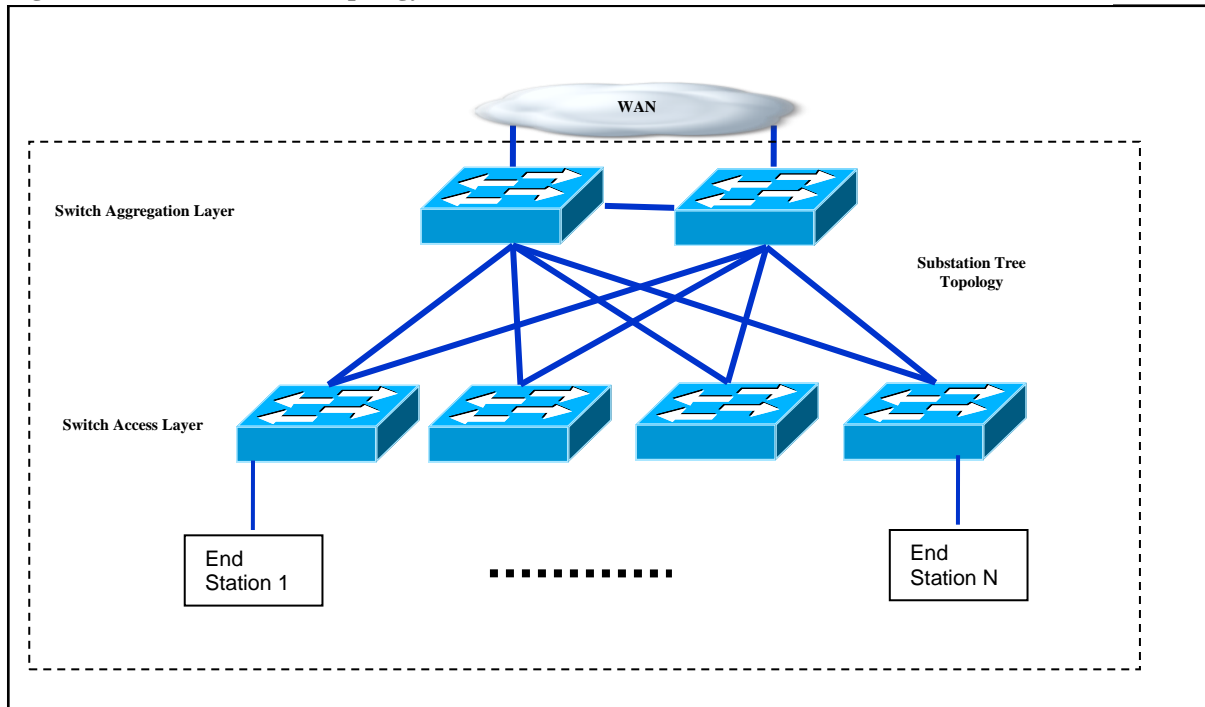 WAN
Switch Aggregation Layer
Substation Tree
Topology
Switch Access Layer
End
Station 1
End
Station N